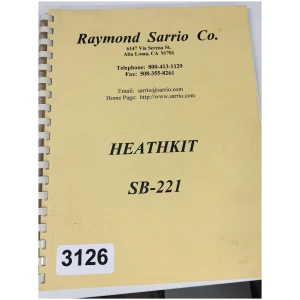 Raymond Sarrio Co.
6147 Via Serena St.
Alta Loma, CA 91701
Telephone: 800-413-1129
Fax: 508-355-8261
Email: sarrio@sarrio.com
Home Page: http://www.sarrio.com
HEATHKIT
SB-221
3126